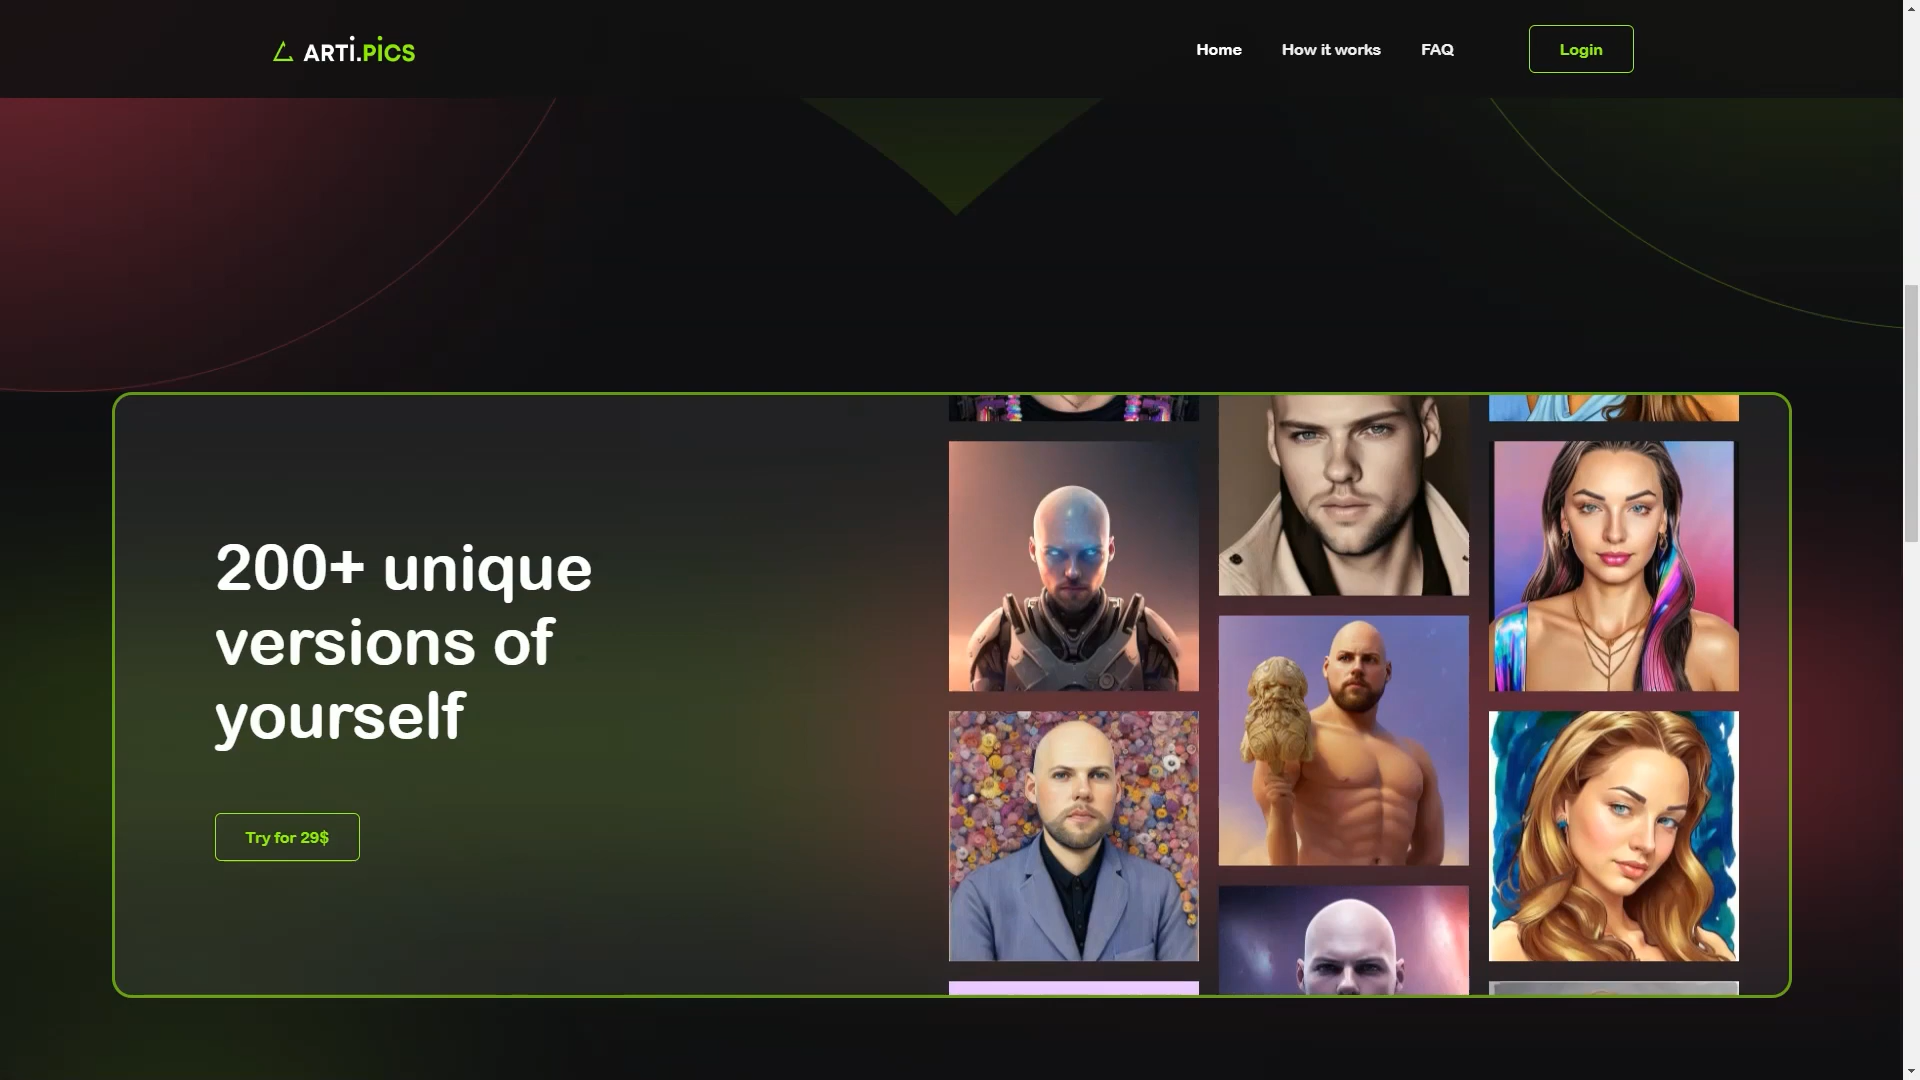 ARTi.PiCS
Home
How it works
FAQ
Login
200+ unique
versions of
yourself
Try for 29$